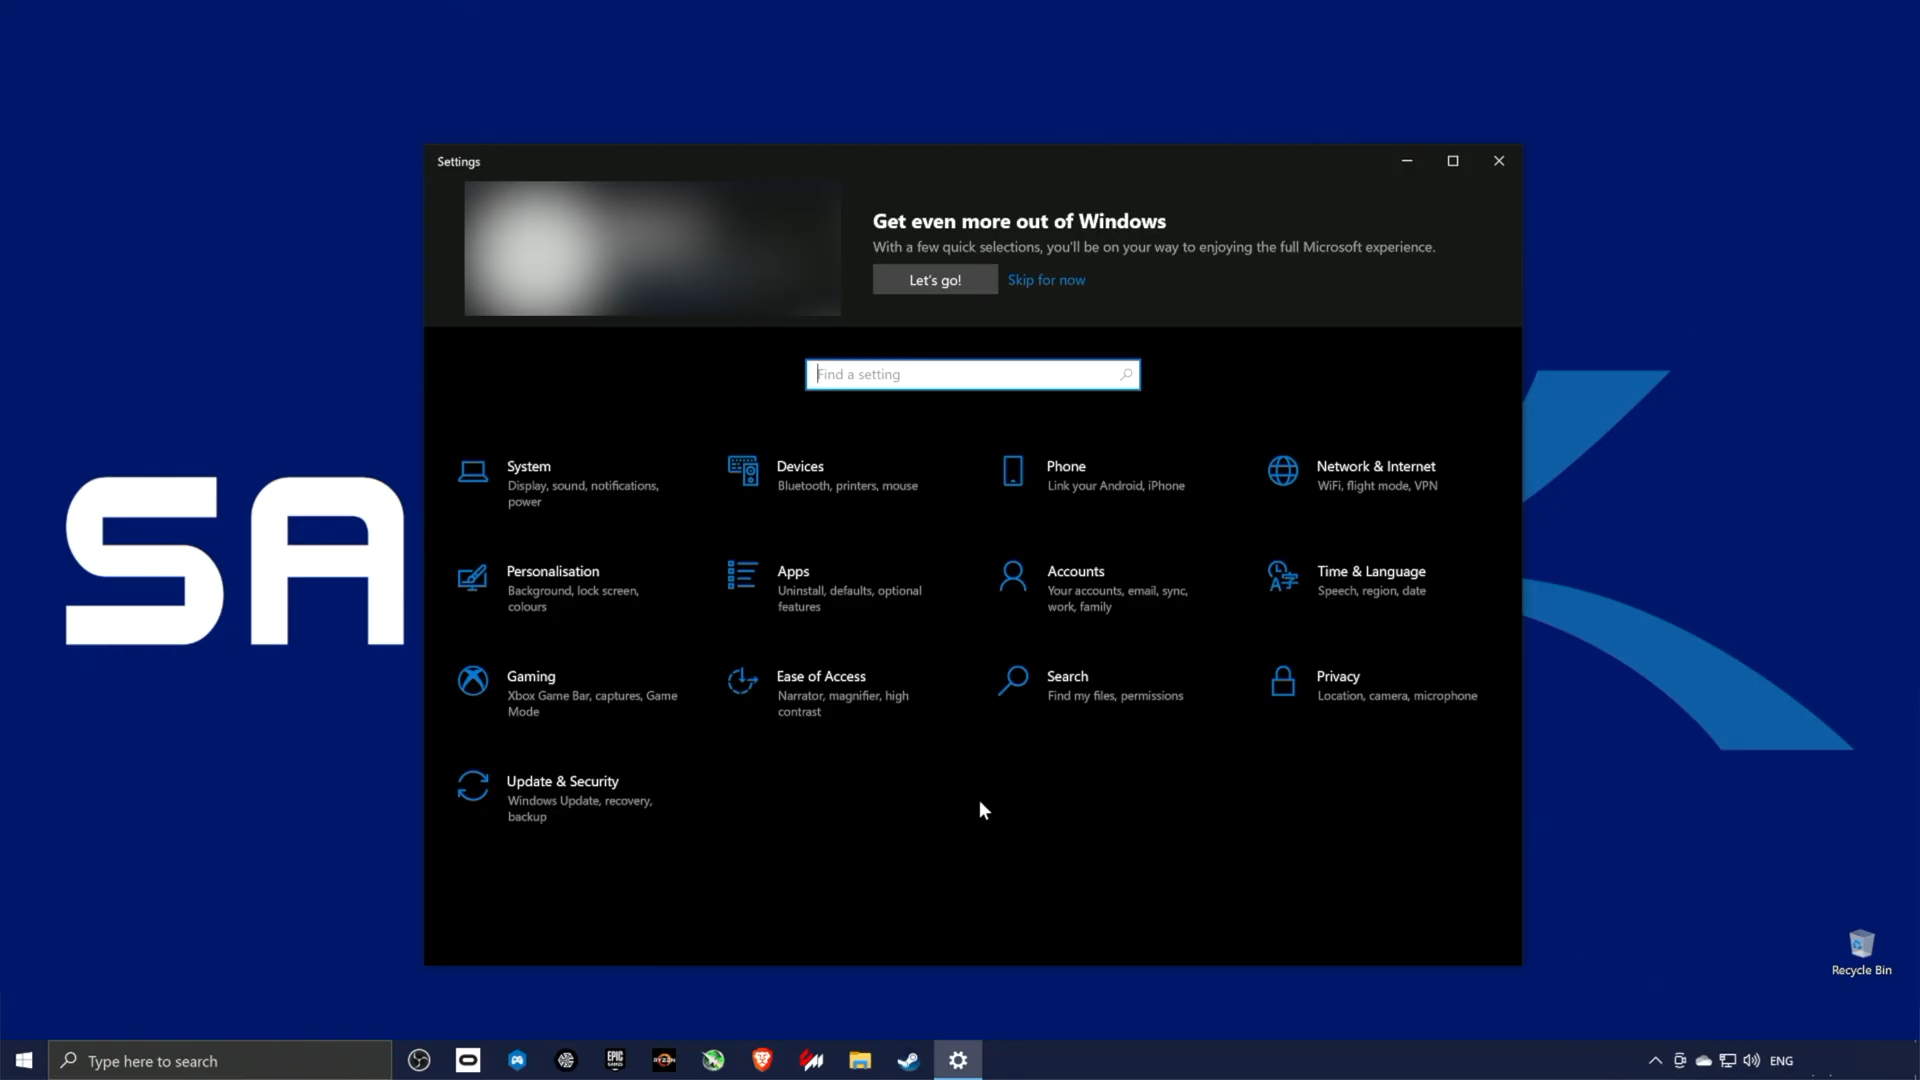 Settings
Get even more out of Windows
With a few quick selections, you'll be on your way to enjoying the full Microsoft experience.
Let's go!
Skip for now
Find a setting
System
Display, sound, notifications,
power
Devices
Bluetooth, printers, mouse
Phone
Link your Android, iPhone
Network & Internet
WiFi, flight mode, VPN
Personalisation
Background, lock screen,
colours
Apps
Uninstall, defaults, optional
features
Accounts
Your accounts, email, sync,
work, family
Time & Language
Speech, region, date
Gaming
Xbox Game Bar, captures, Game
Mode
Ease of Access
Narrator, magnifier, high
contrast
Search
Find my files, permissions
Privacy
Location, camera, microphone
Update & Security
Windows Update, recovery,
backup
SA
Recycle Bin
Type here to search
EPIC
GAMES
RYZEN
ENG